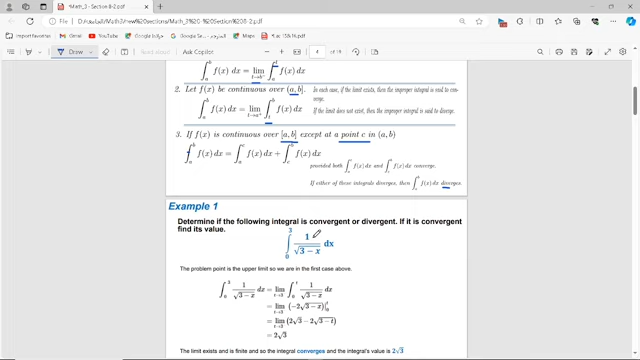 Math_3 - Section 8-2.pdf
Math_2%20-%20Section%208-2.pdf
Import favorites
Gmail
YouTube
Draw
Ask Copilot
4 of 19
∫_a^b f(x) dx = lim_{t→b⁻} ∫_a^t f(x) dx
2. Let f(x) be continuous over (a, b]. In each case, if the limit exists, then the improper integral is said to con-
verge.
∫_a^b f(x) dx = lim_{t→a⁺} ∫_t^b f(x) dx If the limit does not exist, then the improper integral is said to diverge.
3. If f(x) is continuous over [a, b] except at a point c in (a, b)
∫_a^b f(x) dx = ∫_a^c f(x) dx + ∫_c^b f(x) dx
provided both ∫_a^c f(x) dx and ∫_c^b f(x) dx converge.
If either of these integrals diverges, then ∫_a^b f(x) dx diverges
Example 1
Determine if the following integral is convergent or divergent. If it is convergent
find its value.
∫_0^3 1/√(3 − x) dx
The problem point is the upper limit so we are in the first case above.
∫_0^3 1/√(3−x) dx = lim_{t→3} ∫_0^t 1/√(3−x) dx
= lim_{t→3} (−2√(3−x))|_0^t
= lim_{t→3} (2√3 − 2√(3−t))
= 2√3
The limit exists and is finite and so the integral converges and the integral's value is 2√3